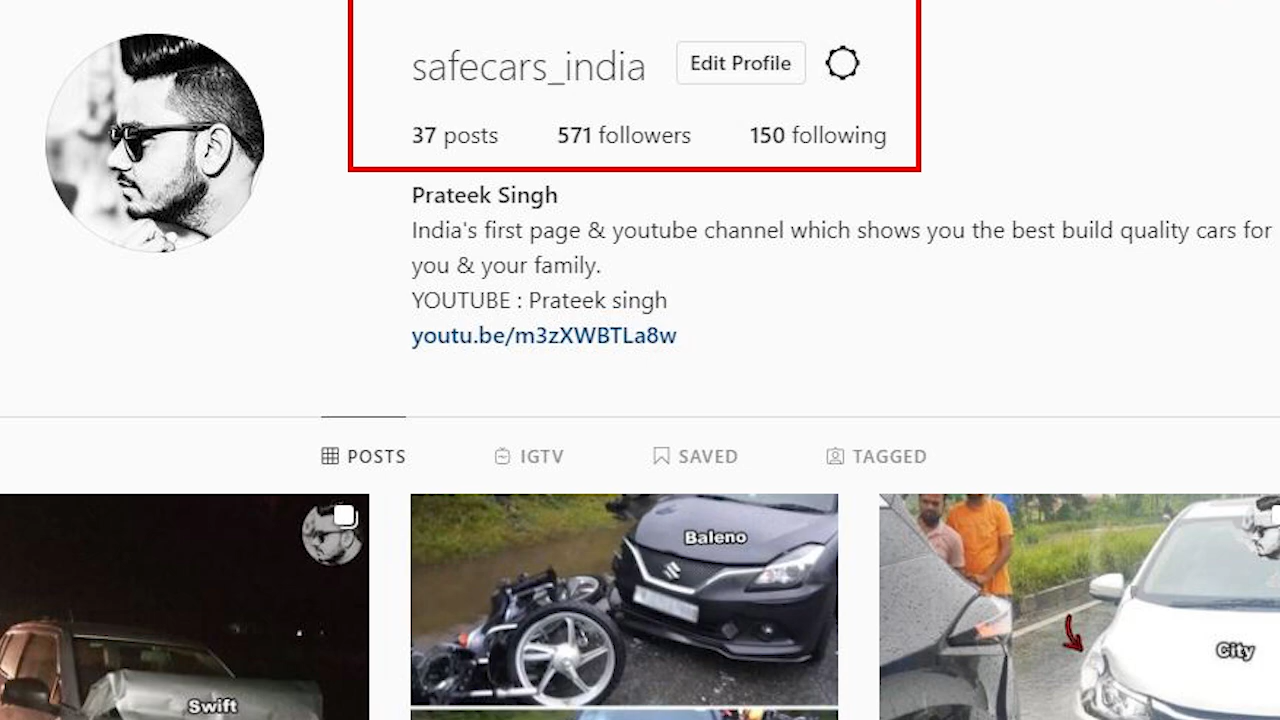 safecars_india Edit Profile
37 posts 571 followers 150 following
Prateek Singh
India's first page & youtube channel which shows you the best build quality cars for
you & your family.
YOUTUBE : Prateek singh
youtu.be/m3zXWBTLa8w
POSTS IGTV SAVED TAGGED
Baleno
City
Swift